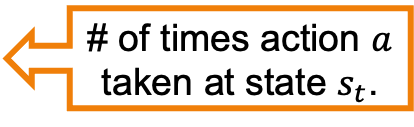 # of times action 𝑎
taken at state 𝑠ₜ.